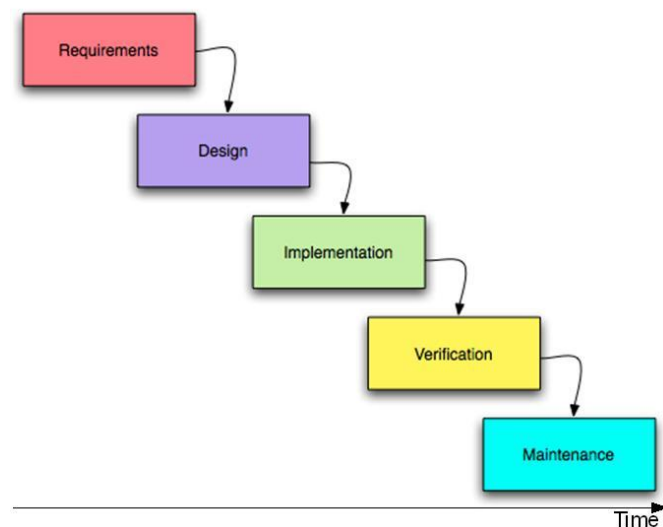 Requirements
Design
Implementation
Verification
Maintenance
Time